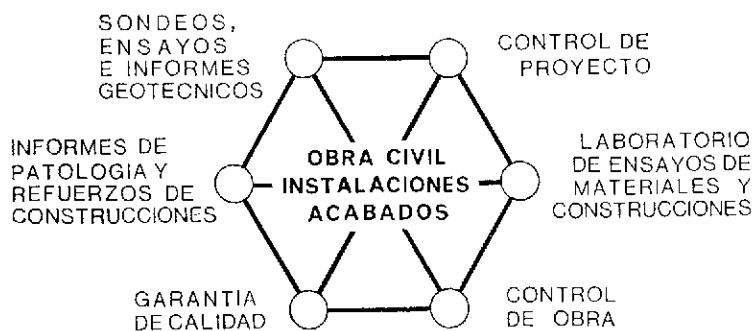 SONDEOS,
ENSAYOS
E INFORMES
GEOTECNICOS
CONTROL DE
PROYECTO
INFORMES DE
PATOLOGIA Y
REFUERZOS DE
CONSTRUCCIONES
OBRA CIVIL
INSTALACIONES
ACABADOS
LABORATORIO
DE ENSAYOS DE
MATERIALES Y
CONSTRUCCIONES
GARANTIA
DE CALIDAD
CONTROL
DE OBRA